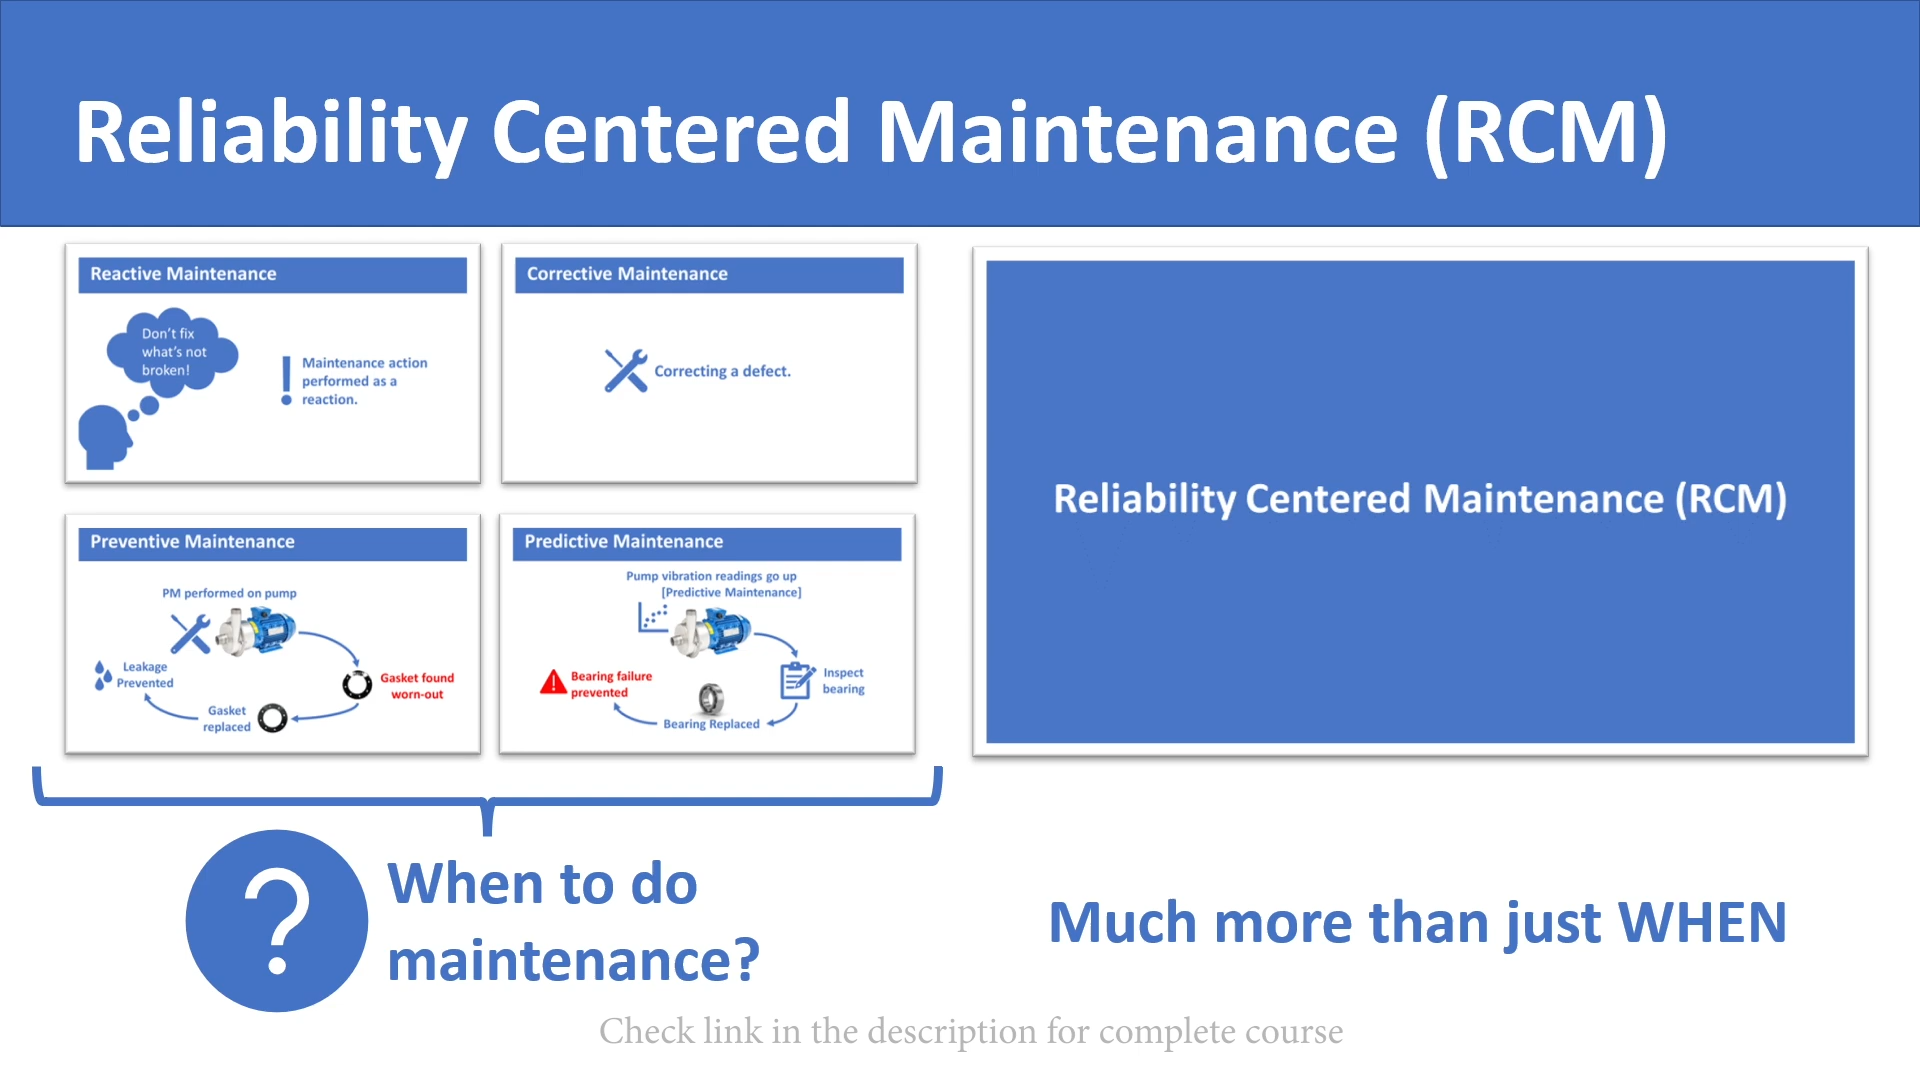 Reliability Centered Maintenance (RCM)
Reactive Maintenance
Don't fix
what's not
broken!
Maintenance action
performed as a
reaction.
Corrective Maintenance
Correcting a defect.
Preventive Maintenance
PM performed on pump
Leakage
Prevented
Gasket found
worn-out
Gasket
replaced
Predictive Maintenance
Pump vibration readings go up
[Predictive Maintenance]
Bearing failure
prevented
Inspect
bearing
Bearing Replaced
Reliability Centered Maintenance (RCM)
When to do
maintenance?
Much more than just WHEN
Check link in the description for complete course